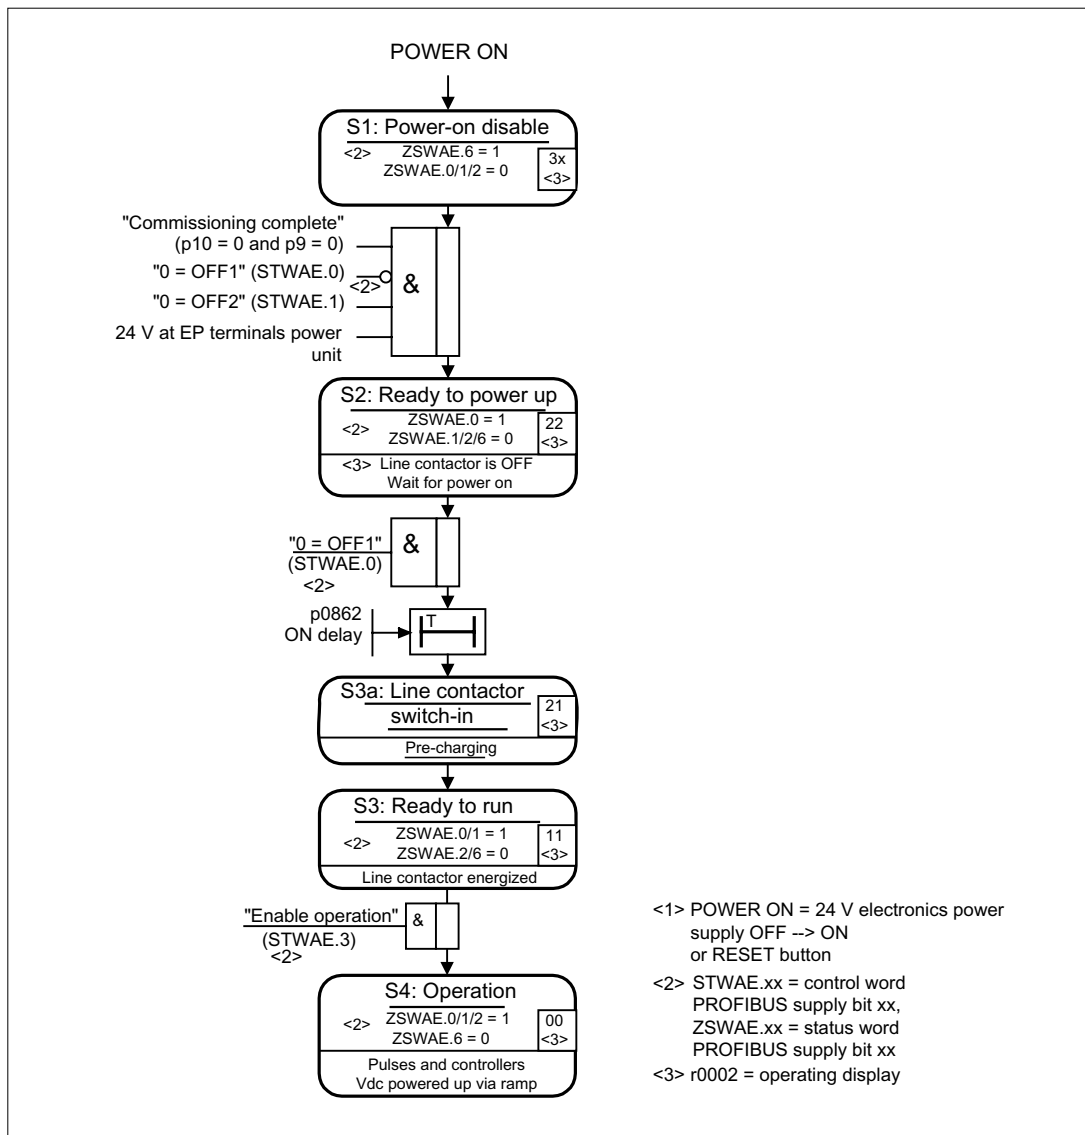 POWER ON
S1: Power-on disable
<2> ZSWAE.6 = 1
ZSWAE.0/1/2 = 0
3x
<3>
"Commissioning complete"
(p10 = 0 and p9 = 0)
"0 = OFF1" (STWAE.0)
<2>
"0 = OFF2" (STWAE.1)
24 V at EP terminals power
unit
&
S2: Ready to power up
<2> ZSWAE.0 = 1
ZSWAE.1/2/6 = 0
22
<3>
<3> Line contactor is OFF
Wait for power on
"0 = OFF1"
(STWAE.0)
<2>
&
p0862
ON delay
T
S3a: Line contactor
switch-in
21
<3>
Pre-charging
S3: Ready to run
<2> ZSWAE.0/1 = 1
ZSWAE.2/6 = 0
11
<3>
Line contactor energized
"Enable operation"
(STWAE.3)
<2>
&
S4: Operation
<2> ZSWAE.0/1/2 = 1
ZSWAE.6 = 0
00
<3>
Pulses and controllers
Vdc powered up via ramp
<1> POWER ON = 24 V electronics power
supply OFF --> ON
or RESET button
<2> STWAE.xx = control word
PROFIBUS supply bit xx,
ZSWAE.xx = status word
PROFIBUS supply bit xx
<3> r0002 = operating display